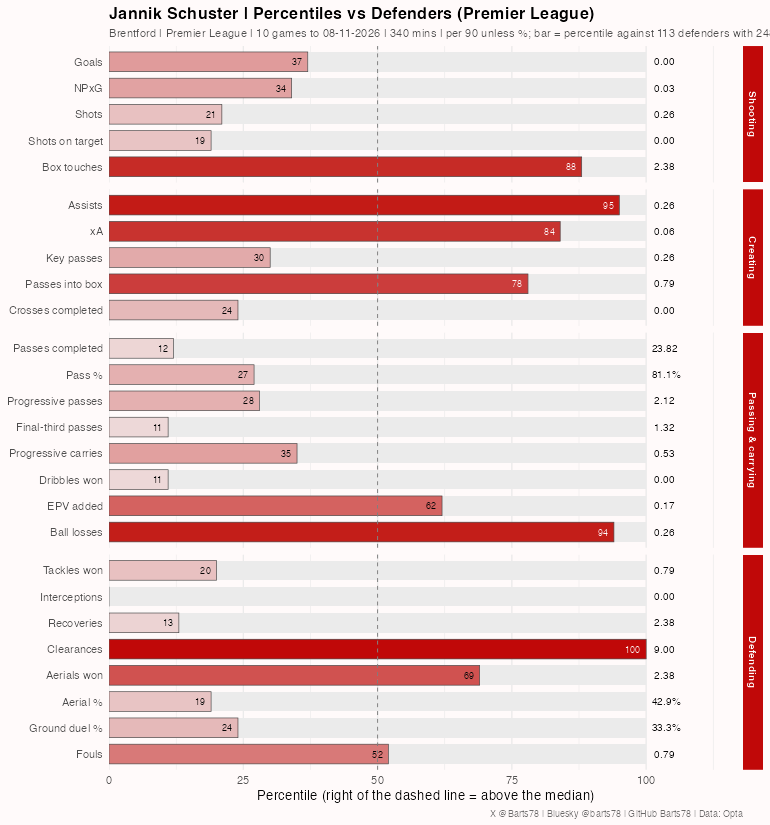 Jannik Schuster | Percentiles vs Defenders (Premier League)
Brentford | Premier League | 10 games to 08-11-2026 | 340 mins | per 90 unless %; bar = percentile against 113 defenders with
Goals 37 0.00
NPxG 34 0.03
Shots 21 0.26
Shots on target 19 0.00
Box touches 88 2.38
Shooting
Assists 95 0.26
xA 84 0.06
Key passes 30 0.26
Passes into box 78 0.79
Crosses completed 24 0.00
Creating
Passes completed 12 23.82
Pass % 27 81.1%
Progressive passes 28 2.12
Final-third passes 11 1.32
Progressive carries 35 0.53
Dribbles won 11 0.00
EPV added 62 0.17
Ball losses 94 0.26
Passing & carrying
Tackles won 20 0.79
Interceptions 0.00
Recoveries 13 2.38
Clearances 100 9.00
Aerials won 69 2.38
Aerial % 19 42.9%
Ground duel % 24 33.3%
Fouls 52 0.79
Defending
0 25 50 75 100
Percentile (right of the dashed line = above the median)
X @Barts78 | Bluesky @barts78 | GitHub Barts78 | Data: Opta